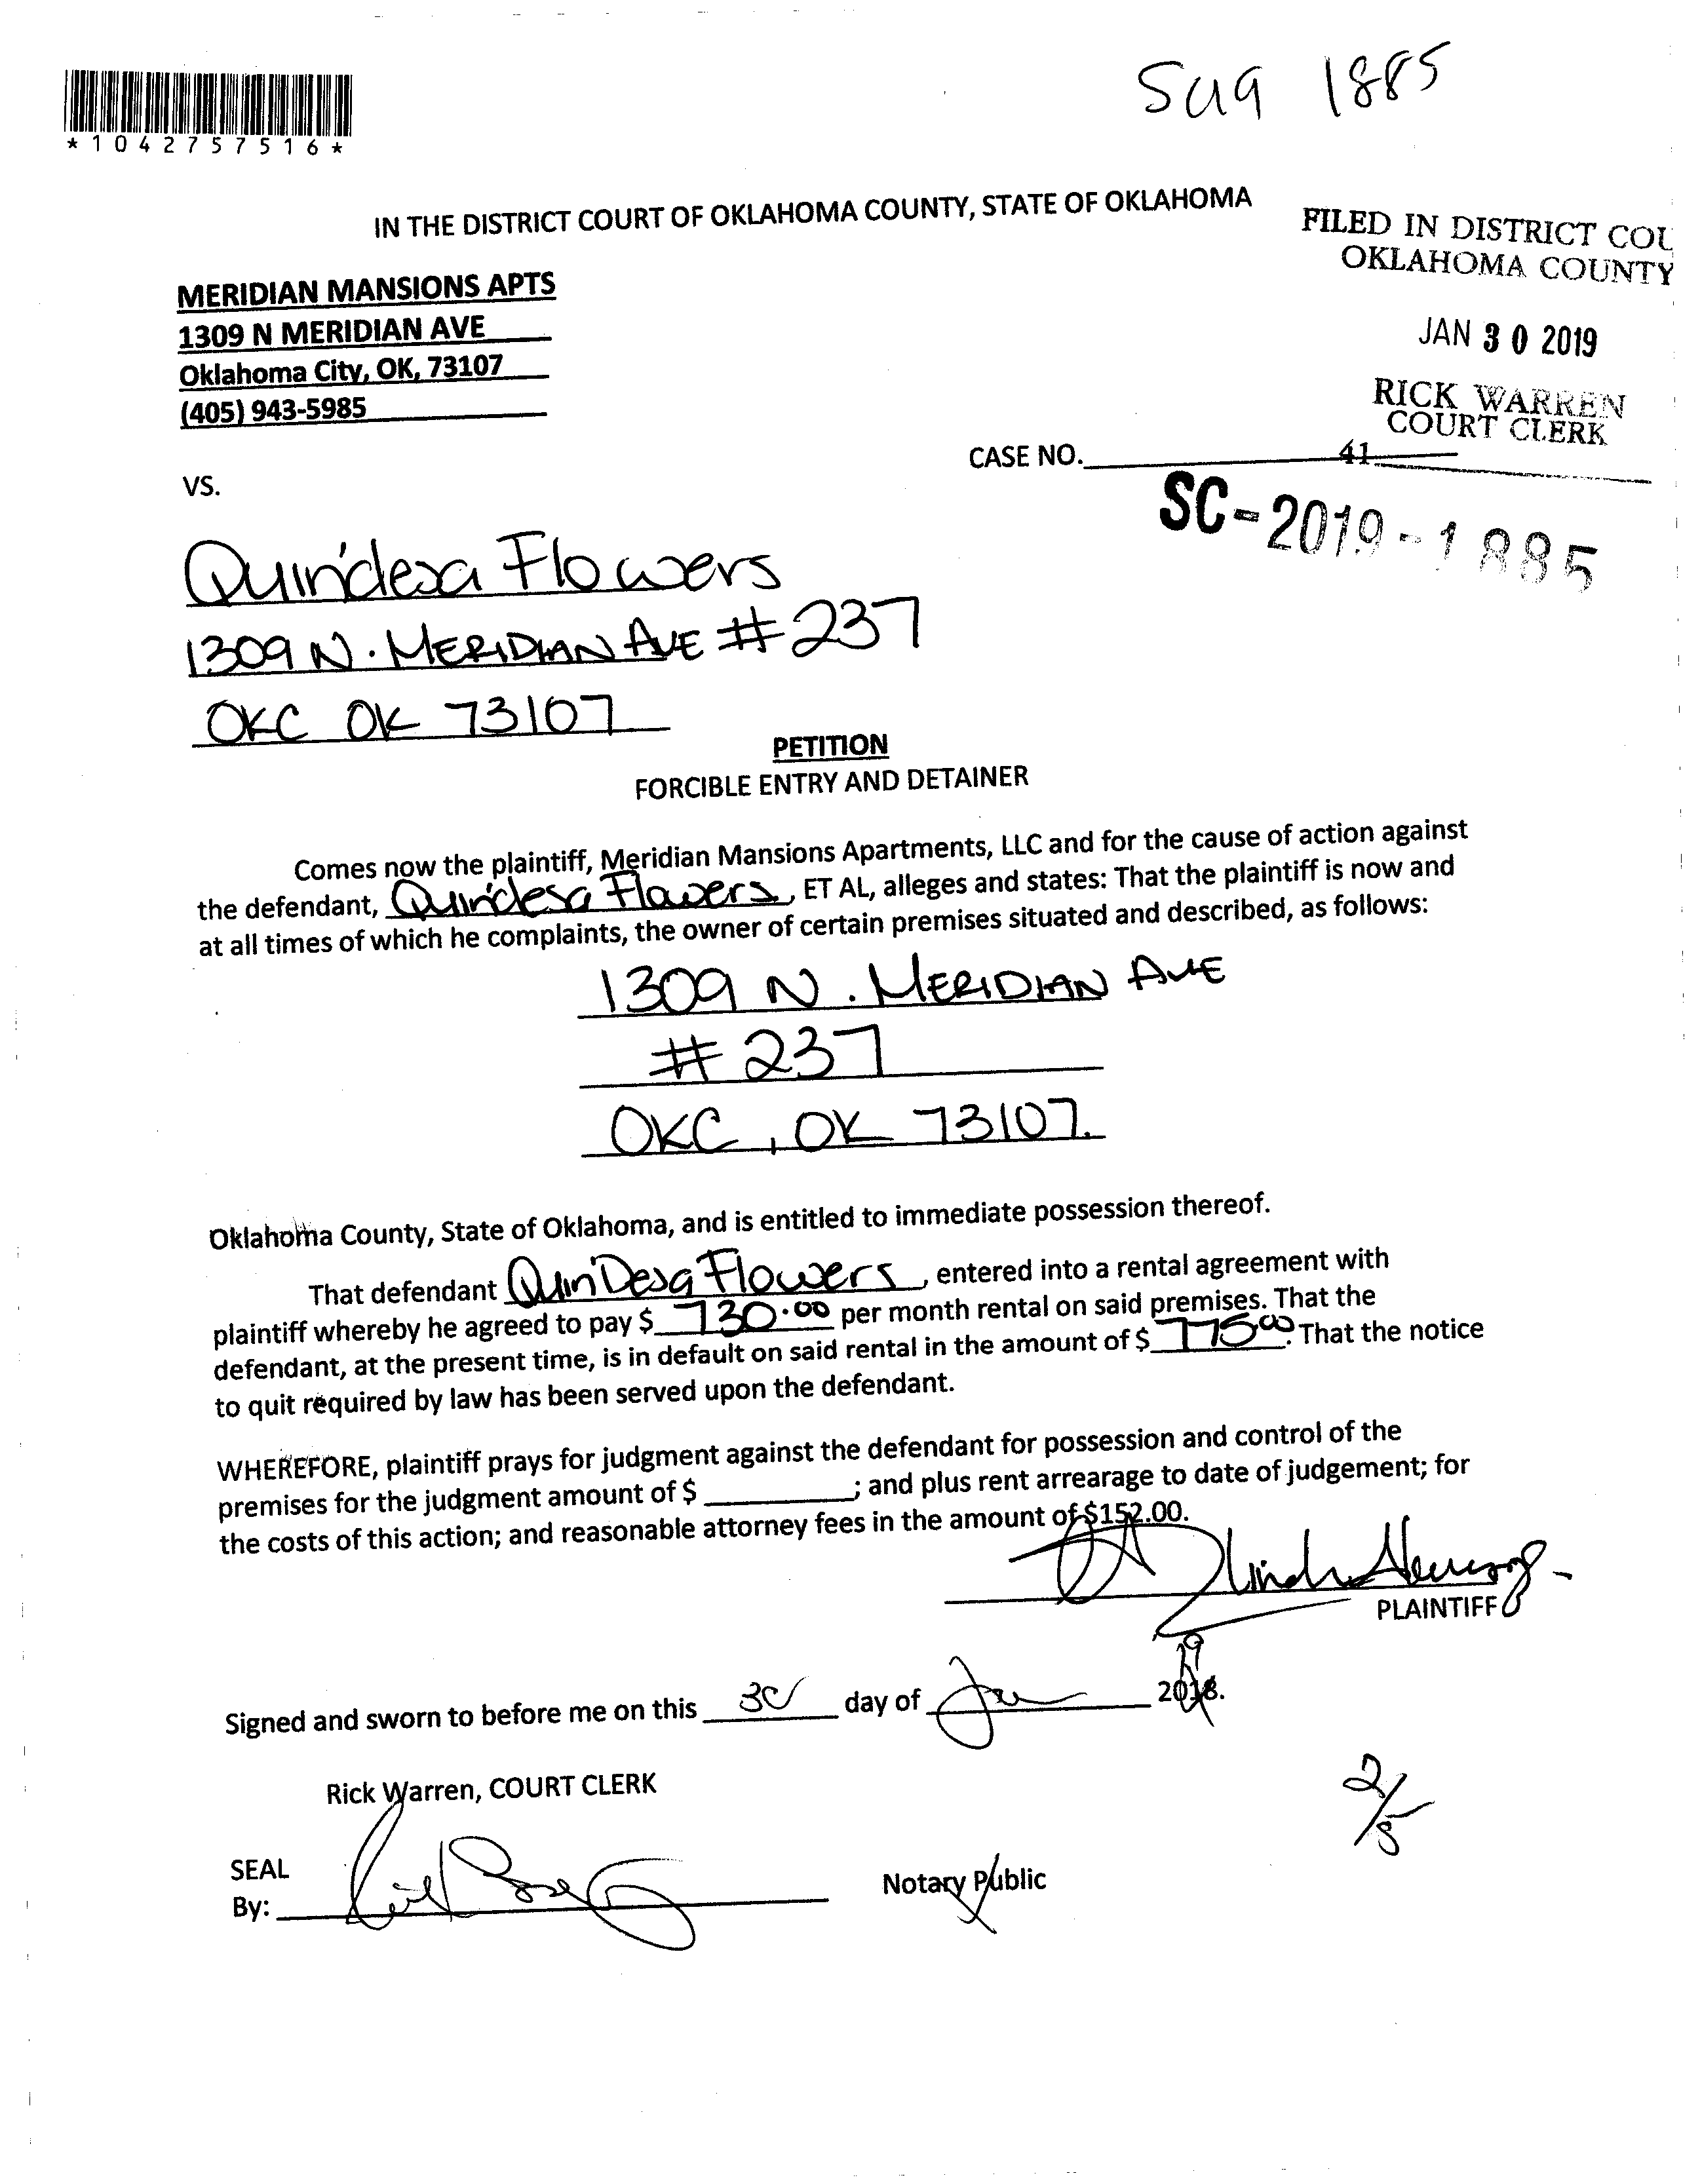 *1042757516*
SC19 1885
IN THE DISTRICT COURT OF OKLAHOMA COUNTY, STATE OF OKLAHOMA
FILED IN DISTRICT COU
OKLAHOMA COUNTY
MERIDIAN MANSIONS APTS
1309 N MERIDIAN AVE
Oklahoma City, OK, 73107
(405) 943-5985
JAN 30 2019
RICK WARREN
COURT CLERK
CASE NO. 41
SC-2019-1885
VS.
Quin'desa Flowers
1309 N. MERIDIAN AVE # 237
OKC OK 73107
PETITION
FORCIBLE ENTRY AND DETAINER
Comes now the plaintiff, Meridian Mansions Apartments, LLC and for the cause of action against
the defendant, Quin'desa Flowers, ET AL, alleges and states: That the plaintiff is now and
at all times of which he complaints, the owner of certain premises situated and described, as follows:
1309 N. MERIDIAN AVE
# 237
OKC, OK 73107.
Oklahoma County, State of Oklahoma, and is entitled to immediate possession thereof.
That defendant Quin'Desa Flowers, entered into a rental agreement with
plaintiff whereby he agreed to pay $ 730.00 per month rental on said premises. That the
defendant, at the present time, is in default on said rental in the amount of $ 775.00. That the notice
to quit required by law has been served upon the defendant.
WHEREFORE, plaintiff prays for judgment against the defendant for possession and control of the
premises for the judgment amount of $ ; and plus rent arrearage to date of judgement; for
the costs of this action; and reasonable attorney fees in the amount of $152.00.
PLAINTIFF
19
Signed and sworn to before me on this 30 day of Jan 2018.
Rick Warren, COURT CLERK
2/8
SEAL
Notary Public
By: